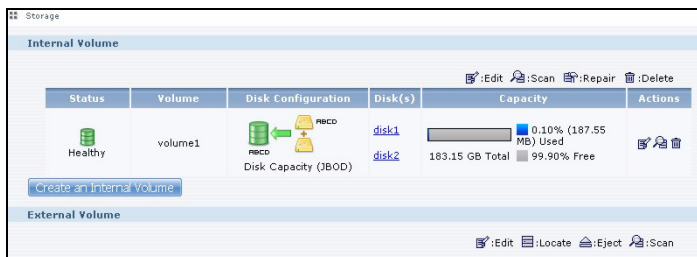 Storage
Internal Volume
:Edit :Scan :Repair :Delete
Status Volume Disk Configuration Disk(s) Capacity Actions
ABCD
ABCD
Healthy
volume1
Disk Capacity (JBOD)
disk1
disk2
0.10% (187.55
MB) Used
183.15 GB Total 99.90% Free
Create an Internal Volume
External Volume
:Edit :Locate :Eject :Scan